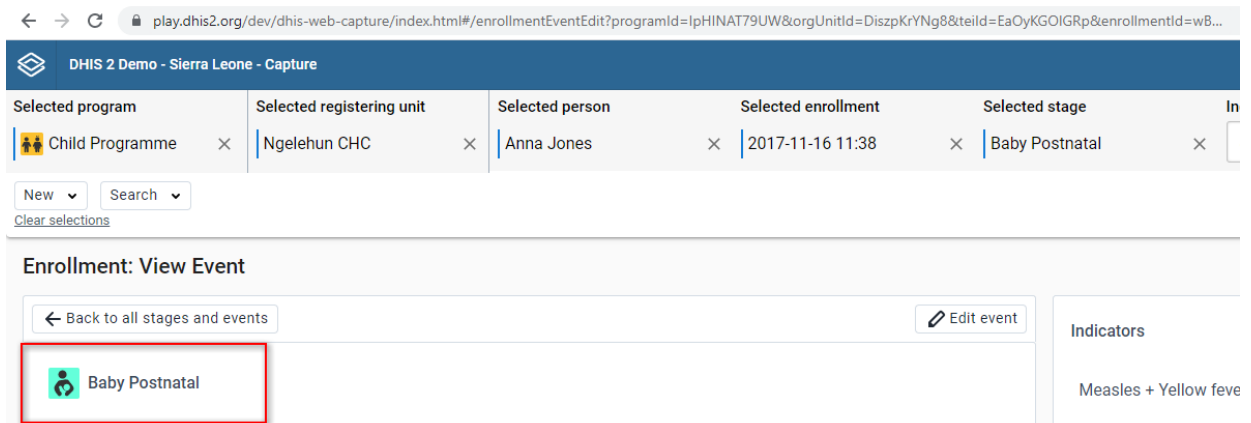 play.dhis2.org/dev/dhis-web-capture/index.html#/enrollmentEventEdit?programId=IpHINAT79UW&orgUnitId=DiszpKrYNg8&teiId=EaOyKGOIGRp&enrollmentId=wB...
DHIS 2 Demo - Sierra Leone - Capture
Selected program Selected registering unit Selected person Selected enrollment Selected stage In
Child Programme Ngelehun CHC Anna Jones 2017-11-16 11:38 Baby Postnatal
New Search
Clear selections
Enrollment: View Event
Back to all stages and events Edit event
Indicators
Baby Postnatal
Measles + Yellow feve